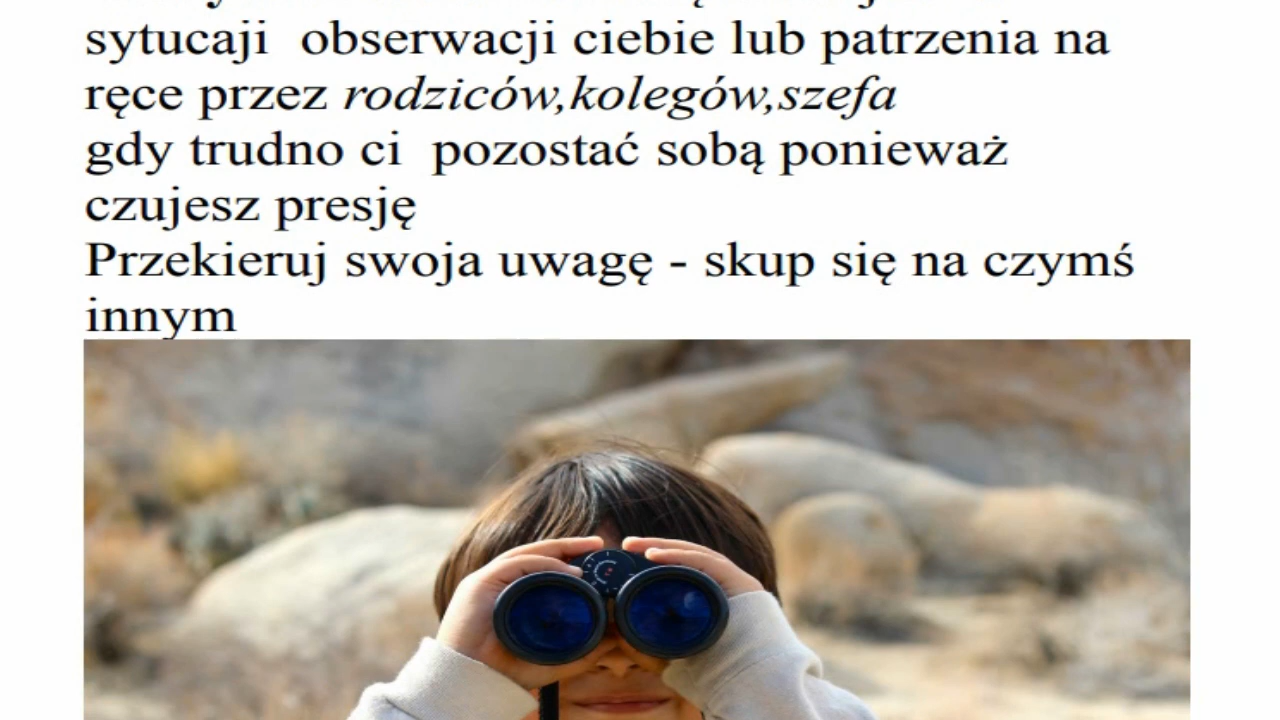 sytucaji obserwacji ciebie lub patrzenia na
ręce przez rodziców,kolegów,szefa
gdy trudno ci pozostać sobą ponieważ
czujesz presję
Przekieruj swoja uwagę - skup się na czymś
innym